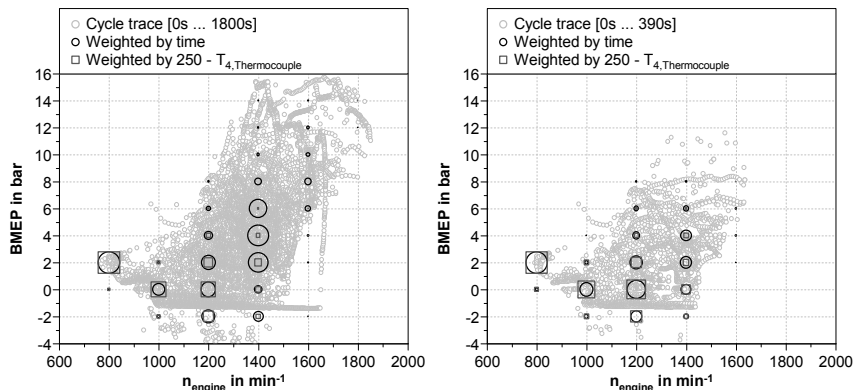 Cycle trace [0s ... 1800s]
Weighted by time
Weighted by 250 - T4,Thermocouple
16
14
12
10
8
6
4
2
0
-2
-4
BMEP in bar
600 800 1000 1200 1400 1600 1800 2000
nengine in min-1
Cycle trace [0s ... 390s]
Weighted by time
Weighted by 250 - T4,Thermocouple
16
14
12
10
8
6
4
2
0
-2
-4
BMEP in bar
600 800 1000 1200 1400 1600 1800 2000
nengine in min-1